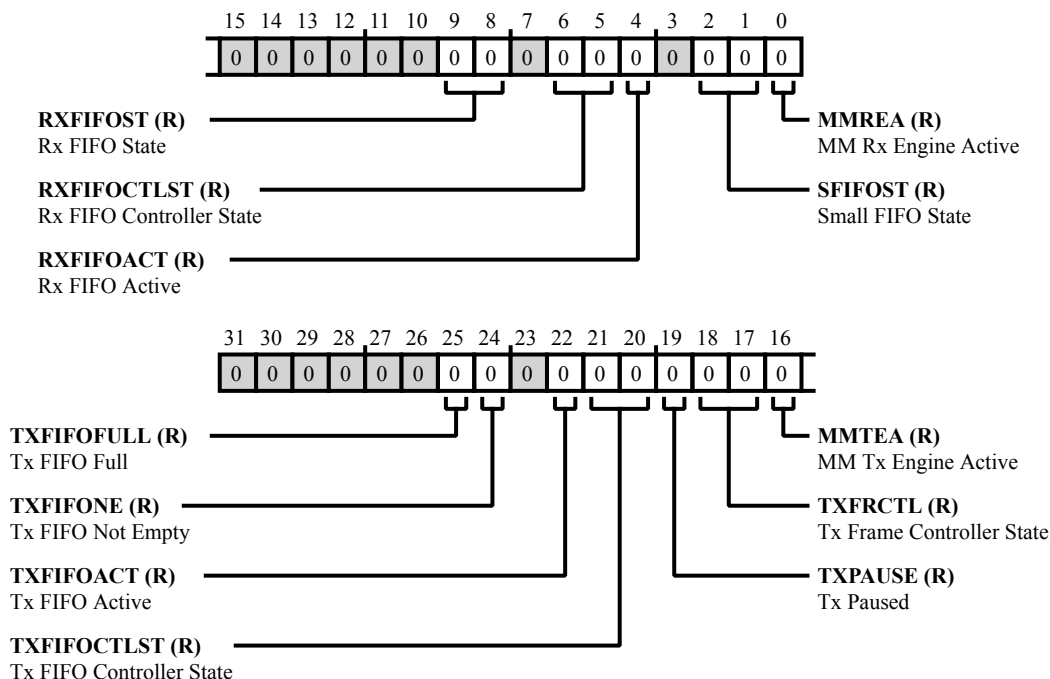 15 14 13 12 11 10 9 8 7 6 5 4 3 2 1 0
0 0 0 0 0 0 0 0 0 0 0 0 0 0 0 0
RXFIFOST (R)
Rx FIFO State
RXFIFOCTLST (R)
Rx FIFO Controller State
RXFIFOACT (R)
Rx FIFO Active
MMREA (R)
MM Rx Engine Active
SFIFOST (R)
Small FIFO State
31 30 29 28 27 26 25 24 23 22 21 20 19 18 17 16
0 0 0 0 0 0 0 0 0 0 0 0 0 0 0 0
TXFIFOFULL (R)
Tx FIFO Full
TXFIFONE (R)
Tx FIFO Not Empty
TXFIFOACT (R)
Tx FIFO Active
TXFIFOCTLST (R)
Tx FIFO Controller State
MMTEA (R)
MM Tx Engine Active
TXFRCTL (R)
Tx Frame Controller State
TXPAUSE (R)
Tx Paused